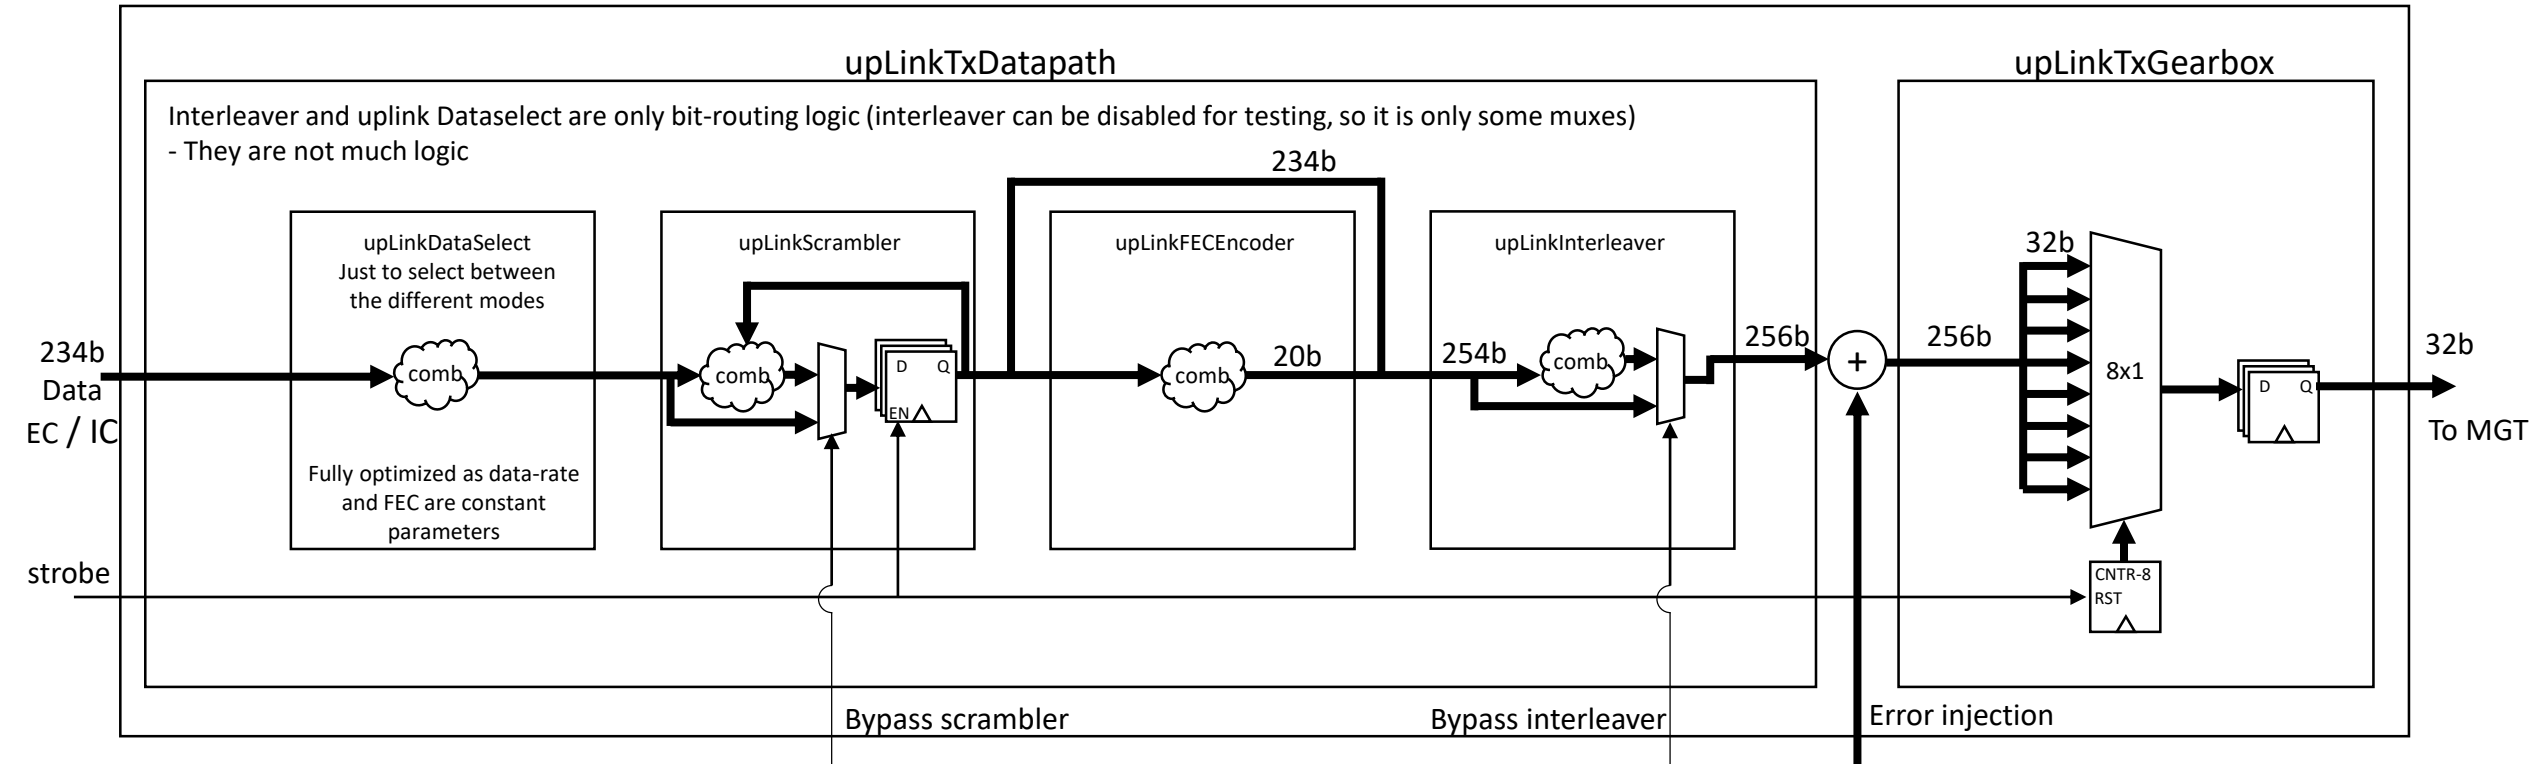 upLinkTxDatapath
upLinkTxGearbox
Interleaver and uplink Dataselect are only bit-routing logic (interleaver can be disabled for testing, so it is only some muxes)
- They are not much logic
234b
upLinkDataSelect
Just to select between
the different modes
upLinkScrambler
upLinkFECEncoder
upLinkInterleaver
32b
234b
Data
EC / IC
comb
comb
D Q
EN
comb
20b
254b
comb
256b
+
256b
8x1
D Q
32b
To MGT
Fully optimized as data-rate
and FEC are constant
parameters
strobe
CNTR-8
RST
Bypass scrambler
Bypass interleaver
Error injection